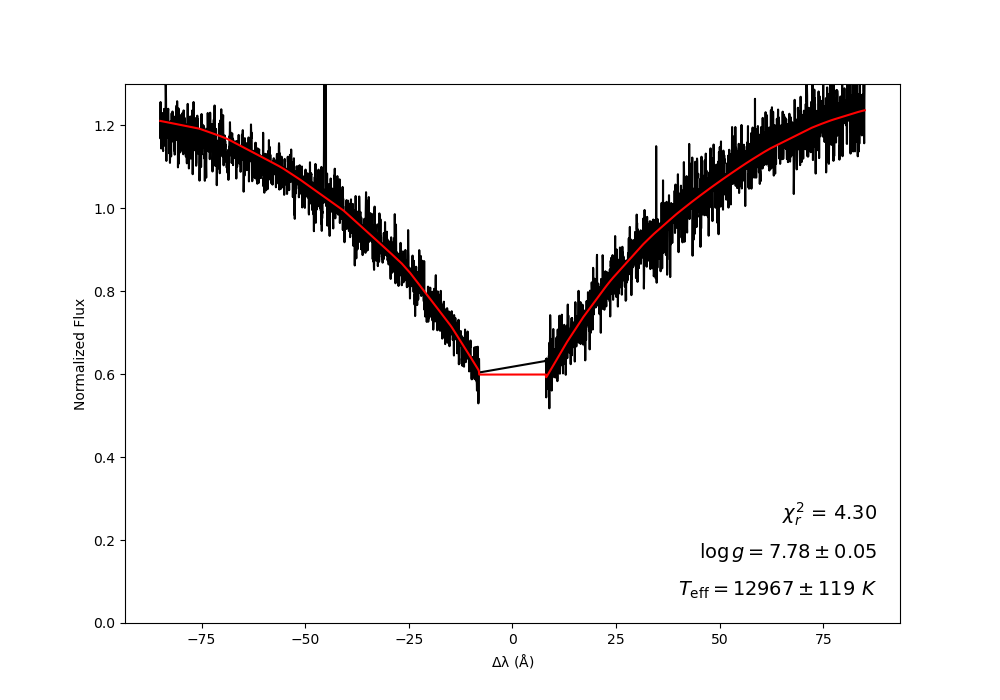 1.2
1.0
0.8
0.6
0.4
0.2
0.0
Normalized Flux
χ²ᵣ = 4.30
log g = 7.78 ± 0.05
T_eff = 12967 ± 119 K
−75 −50 −25 0 25 50 75
Δλ (Å)